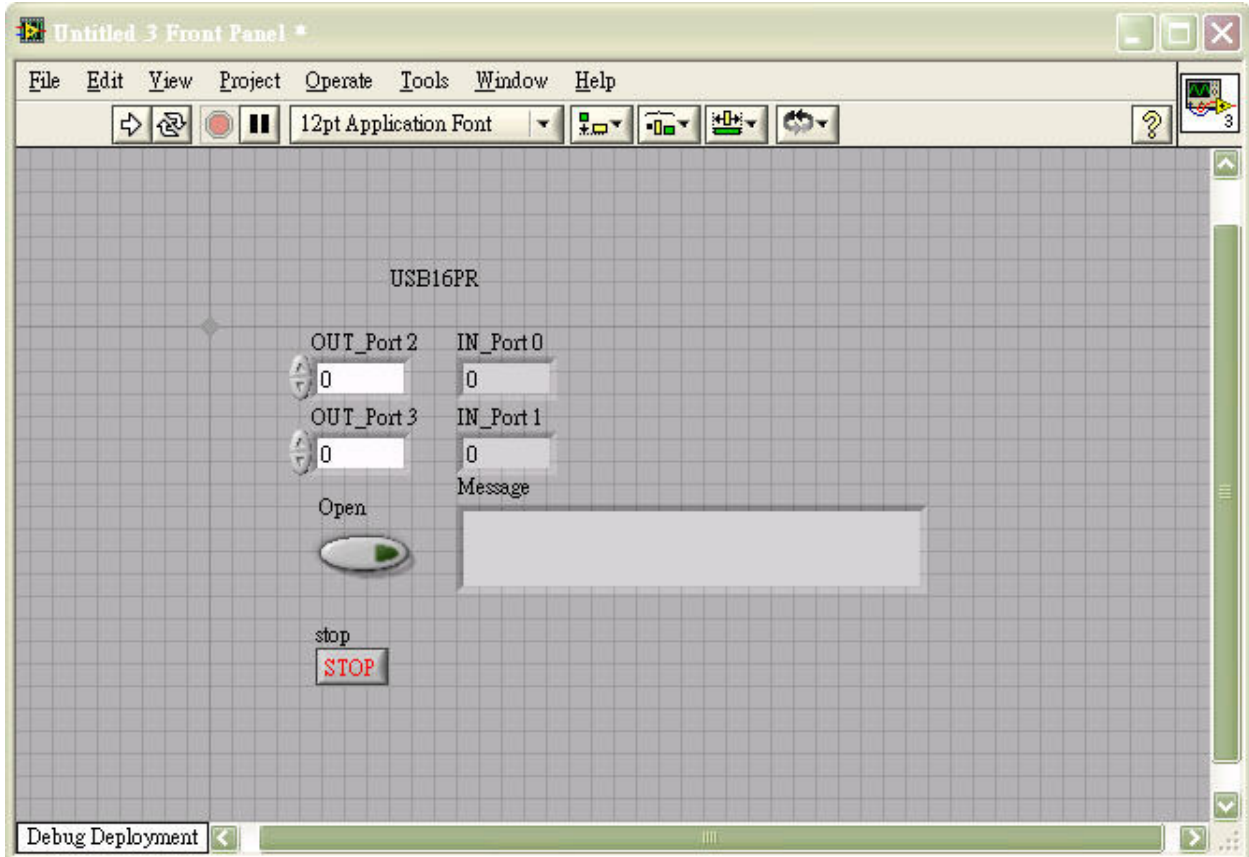 Untitled 3 Front Panel *
File Edit View Project Operate Tools Window Help
12pt Application Font
?
3
USB16PR
OUT_Port 2 IN_Port 0
0 0
OUT_Port 3 IN_Port 1
0 0
Message
Open
stop
STOP
Debug Deployment